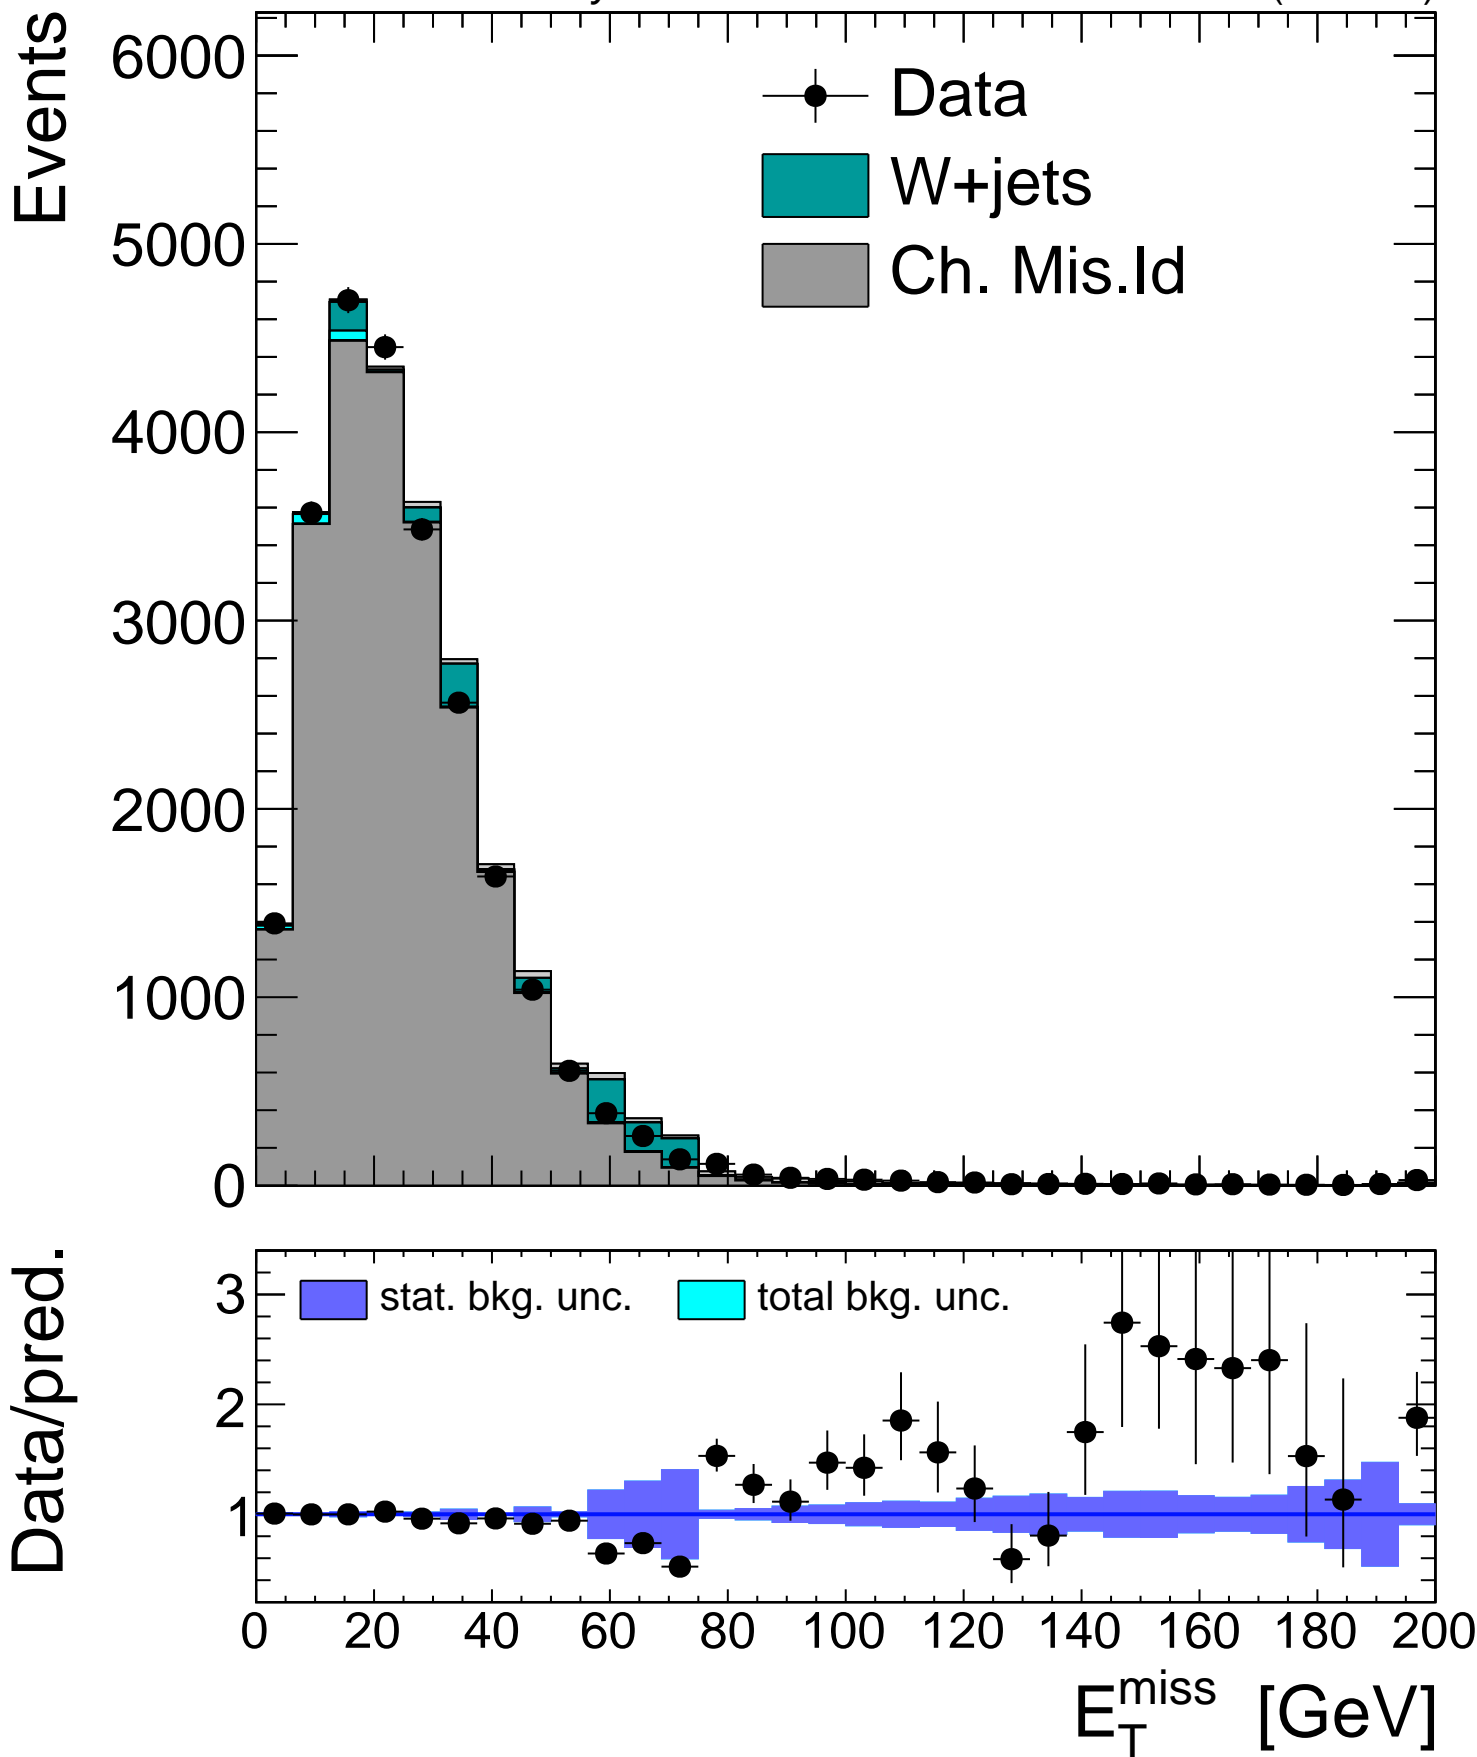 Events
6000
5000
4000
3000
2000
1000
0
Data
W+jets
Ch. Mis.Id
Data/pred.
3
2
1
stat. bkg. unc.
total bkg. unc.
0 20 40 60 80 100 120 140 160 180 200
E_T^miss [GeV]